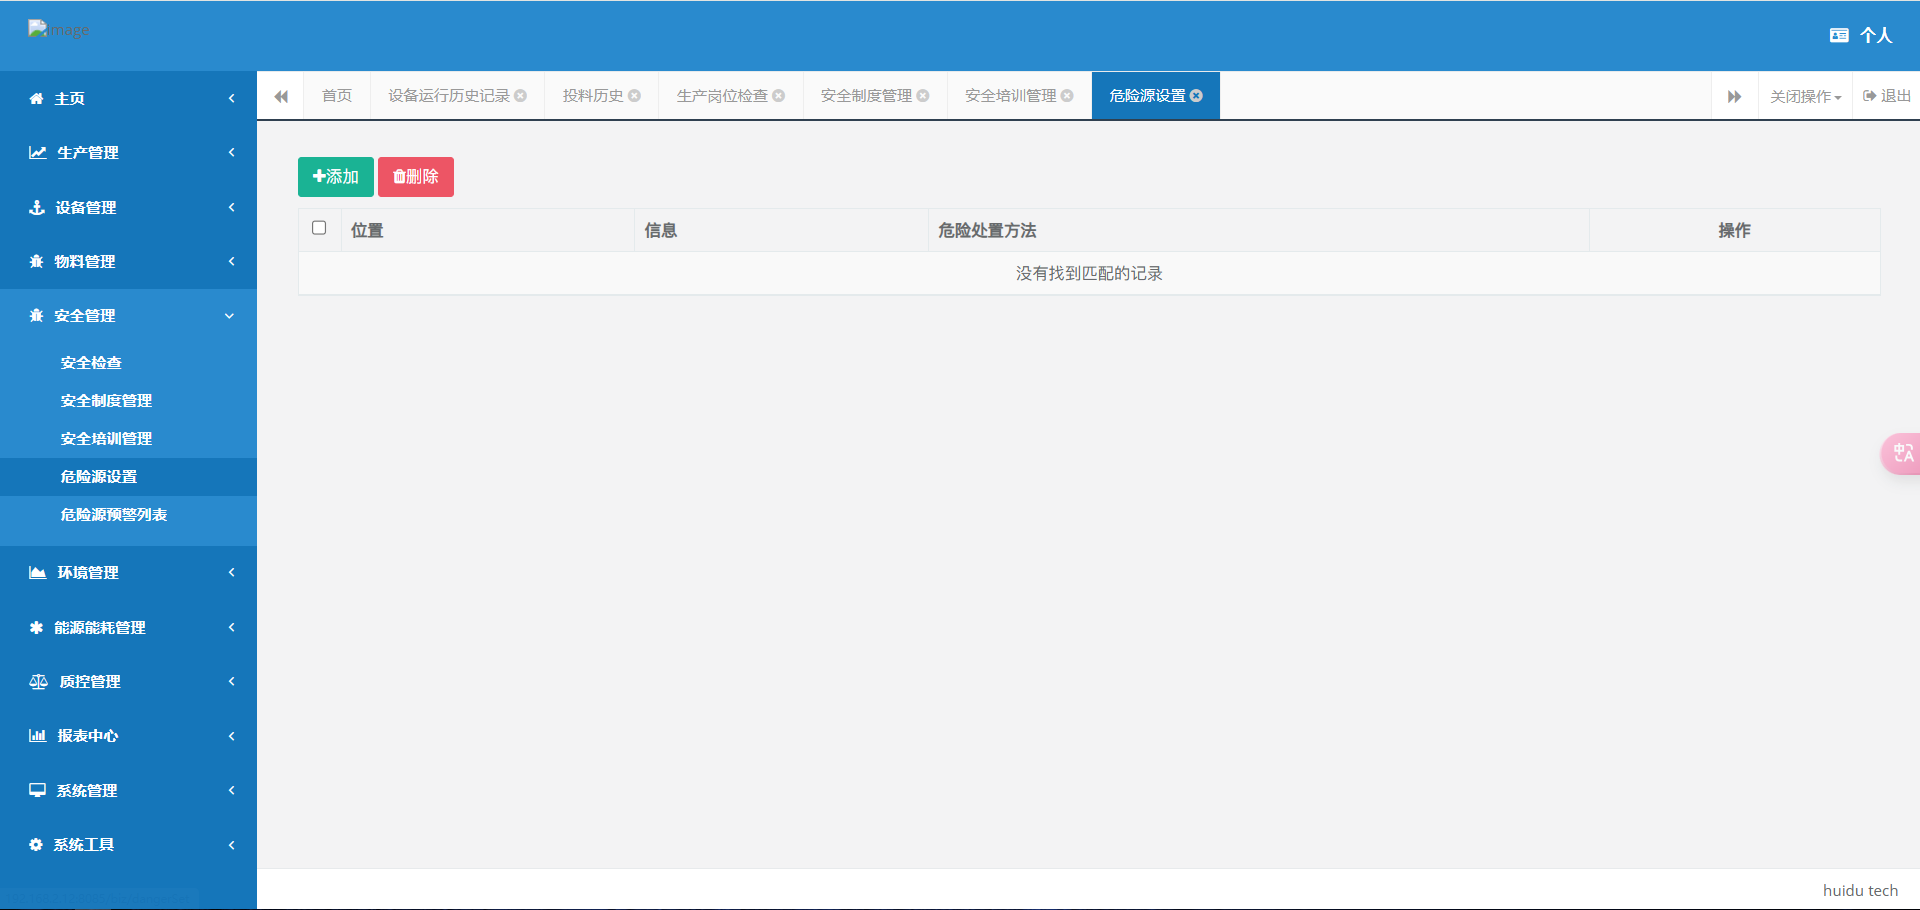 Image
个人
主页
生产管理
设备管理
物料管理
安全管理
安全检查
安全制度管理
安全培训管理
危险源设置
危险源预警列表
环境管理
能源能耗管理
质控管理
报表中心
系统管理
系统工具
首页 设备运行历史记录 投料历史 生产岗位检查 安全制度管理 安全培训管理 危险源设置 关闭操作 退出
添加 删除
位置 信息 危险处置方法 操作
没有找到匹配的记录
中A
huidu tech